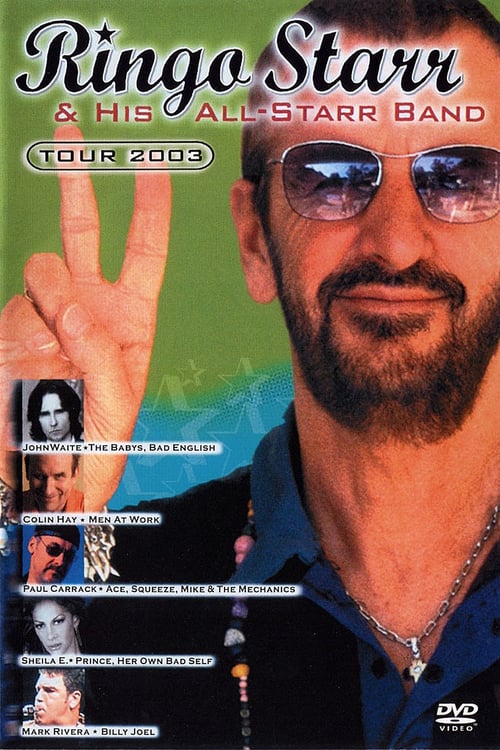 Ringo Starr
& His All-Starr Band
Tour 2003
John Waite ★ The Babys, Bad English
Colin Hay ★ Men At Work
Paul Carrack ★ Ace, Squeeze, Mike & The Mechanics
Sheila E. ★ Prince, Her Own Bad Self
Mark Rivera ★ Billy Joel
DVD
VIDEO